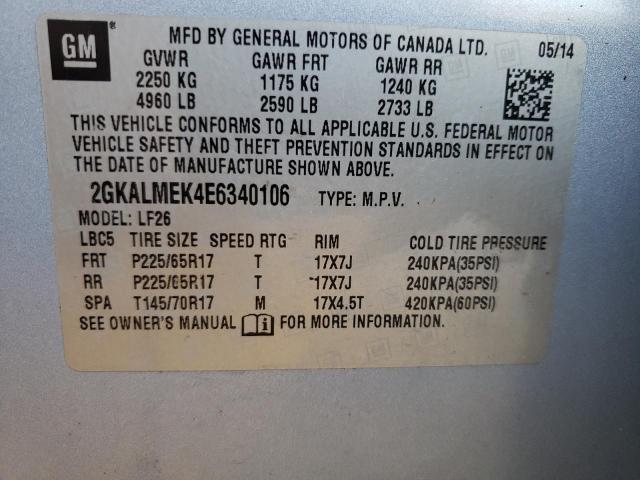 GM
MFD BY GENERAL MOTORS OF CANADA LTD. 05/14
GVWR GAWR FRT GAWR RR
2250 KG 1175 KG 1240 KG
4960 LB 2590 LB 2733 LB
THIS VEHICLE CONFORMS TO ALL APPLICABLE U.S. FEDERAL MOTOR
VEHICLE SAFETY AND THEFT PREVENTION STANDARDS IN EFFECT ON
THE DATE OF MANUFACTURE SHOWN ABOVE.
2GKALMEK4E6340106 TYPE: M.P.V.
MODEL: LF26
LBC5 TIRE SIZE SPEED RTG RIM COLD TIRE PRESSURE
FRT P225/65R17 T 17X7J 240KPA(35PSI)
RR P225/65R17 T 17X7J 240KPA(35PSI)
SPA T145/70R17 M 17X4.5T 420KPA(60PSI)
SEE OWNER'S MANUAL FOR MORE INFORMATION.